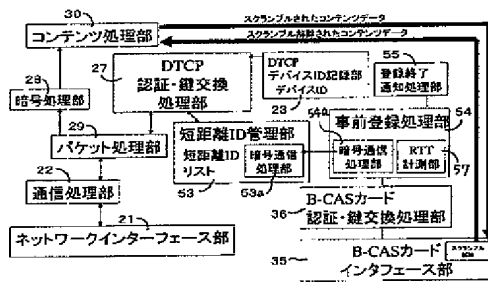 30
コンテンツ処理部
スクランブルされたコンテンツデータ
スクランブル解除されたコンテンツデータ
27
DTCP
認証・鍵交換
処理部
DTCP
デバイスID記録部
デバイスID
23
55
登録終了
通知処理部
28
暗号処理部
29
パケット処理部
22
通信処理部
21
ネットワークインターフェース部
短距離ID管理部
短距離ID
リスト
暗号通信
処理部
53
53a
事前登録処理部
54
54a
暗号通信
処理部
RTT
計測部
57
36
B-CASカード
認証・鍵交換処理部
35
B-CASカード
インタフェース部
スクランブル